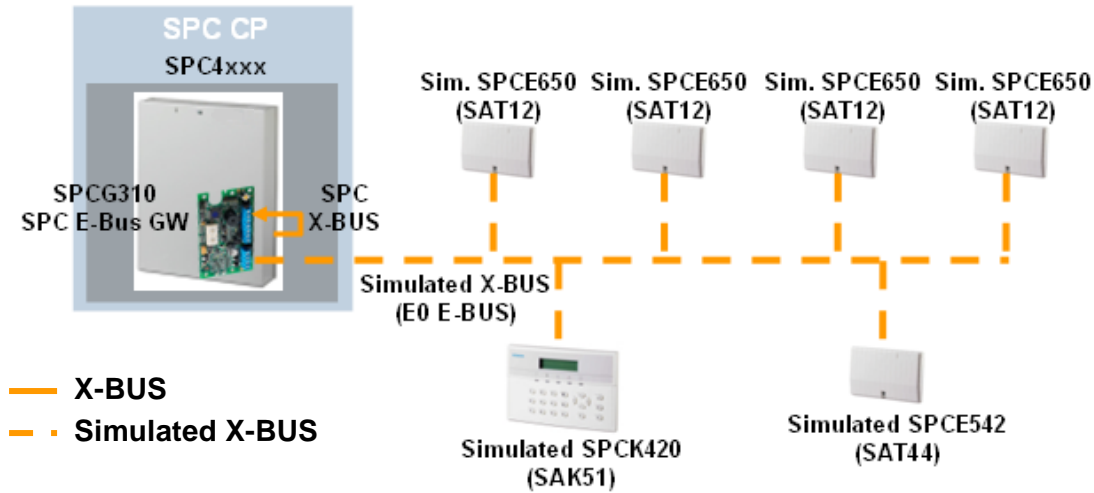 SPC CP
SPC4xxx
Sim. SPCE650 Sim. SPCE650 Sim. SPCE650 Sim. SPCE650
(SAT12) (SAT12) (SAT12) (SAT12)
SPCG310 SPC
SPC E-Bus GW X-BUS
Simulated X-BUS
(E0 E-BUS)
X-BUS
Simulated X-BUS
Simulated SPCK420
(SAK51)
Simulated SPCE542
(SAT44)